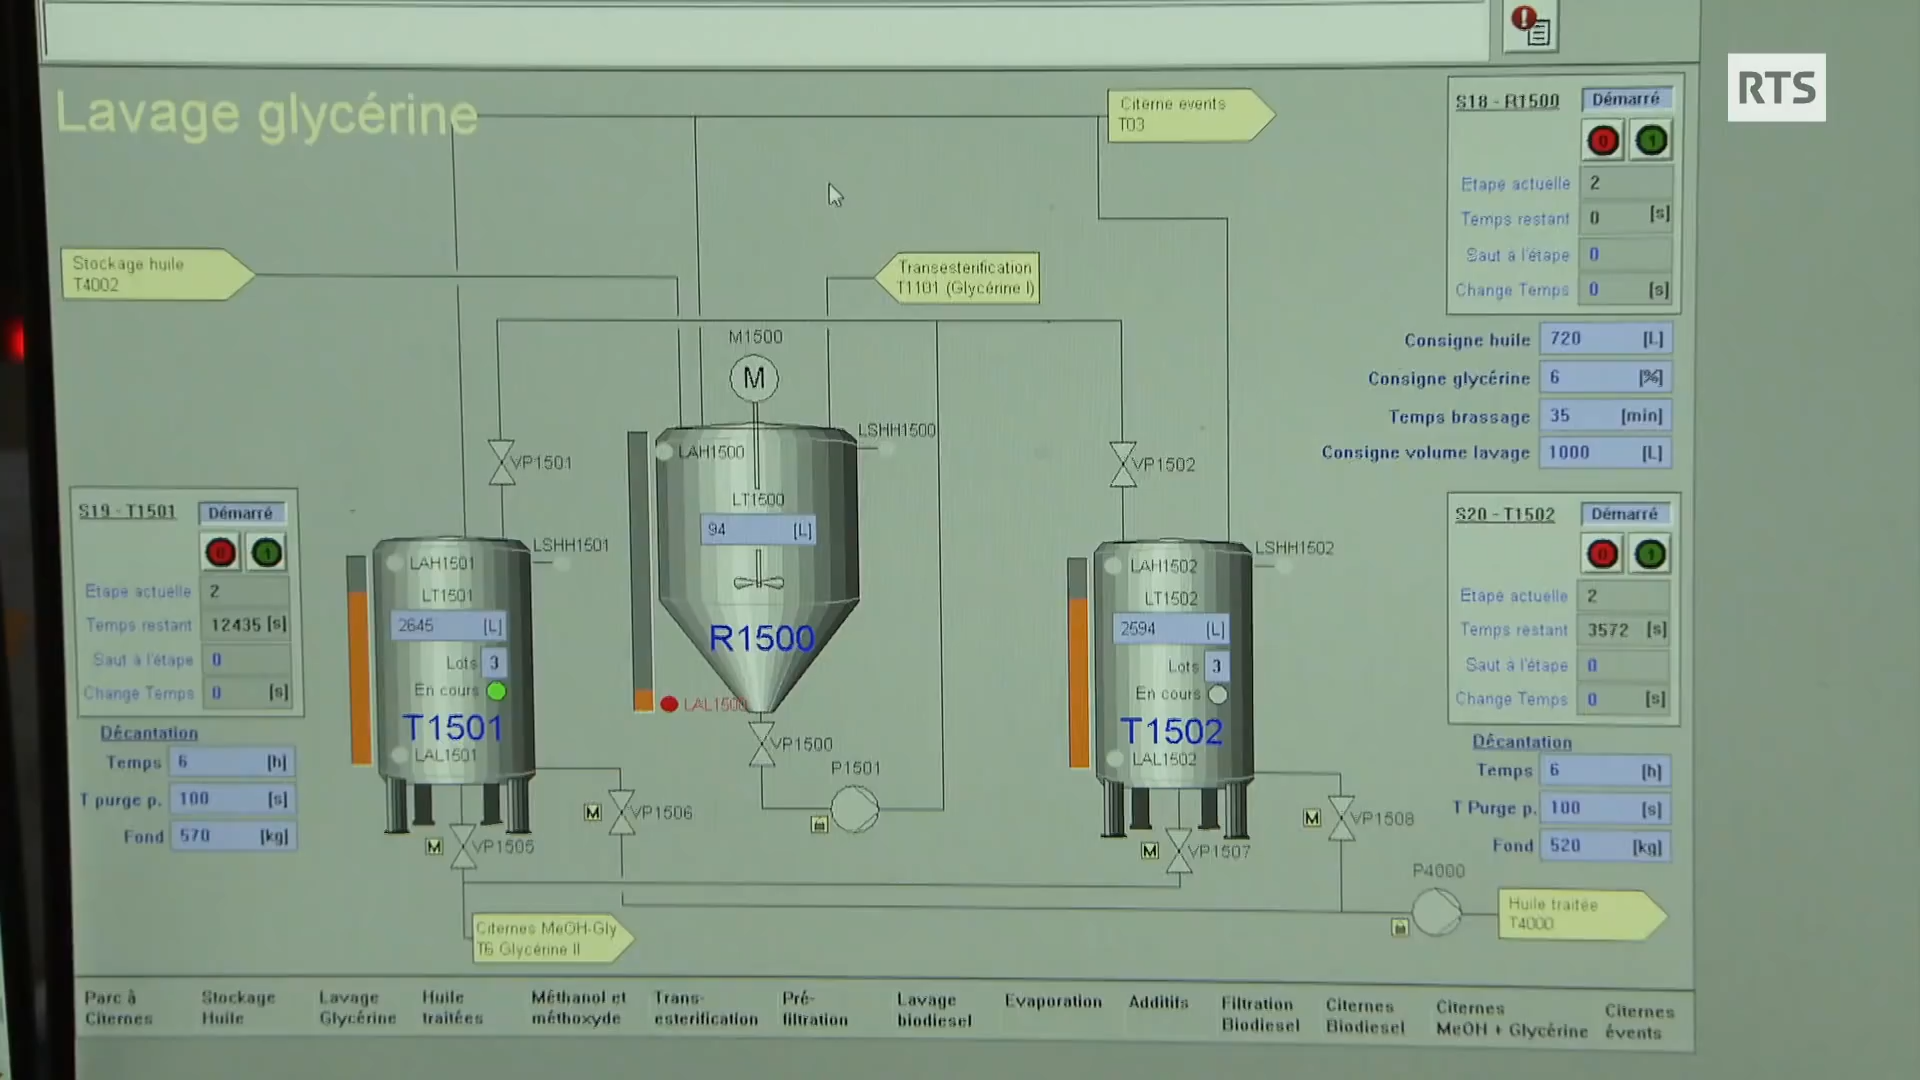 RTS
Lavage glycérine
Citerne events
T03
Stockage huile
T4002
Transesterification
T1101 (Glycérine I)
S18 - R1500
Démarré
0
1
Etape actuelle 2
Temps restant 0 [s]
Saut à l'étape 0
Change Temps 0 [s]
Consigne huile 720 [L]
Consigne glycérine 6 [%]
Temps brassage 35 [min]
Consigne volume lavage 1000 [L]
M1500
M
LSHH1500
LAH1500
LT1500
94 [L]
R1500
LAL1500
VP1500
P1501
VP1501
VP1502
S19 - T1501
Démarré
0
1
Etape actuelle 2
Temps restant 12435 [s]
Saut à l'étape 0
Change Temps 0 [s]
Décantation
Temps 6 [h]
T purge p. 100 [s]
Fond 570 [kg]
LSHH1501
LAH1501
LT1501
2645 [L]
Lots 3
En cours
T1501
LAL1501
M VP1506
M VP1505
LSHH1502
LAH1502
LT1502
2594 [L]
Lots 3
En cours
T1502
LAL1502
M VP1508
M VP1507
S20 - T1502
Démarré
0
1
Etape actuelle 2
Temps restant 3572 [s]
Saut à l'étape 0
Change Temps 0 [s]
Décantation
Temps 6 [h]
T Purge p. 100 [s]
Fond 520 [kg]
P4000
Huile traitée
T4000
Citernes MeOH-Gly
T6 Glycérine II
Parc à
Citernes
Stockage
Huile
Lavage
Glycérine
Huile
traitées
Méthanol et
méthoxyde
Trans-
esterification
Pré-
filtration
Lavage
biodiesel
Evaporation
Additifs
Filtration
Biodiesel
Citernes
Biodiesel
Citernes
MeOH + Glycérine
Citernes
évents